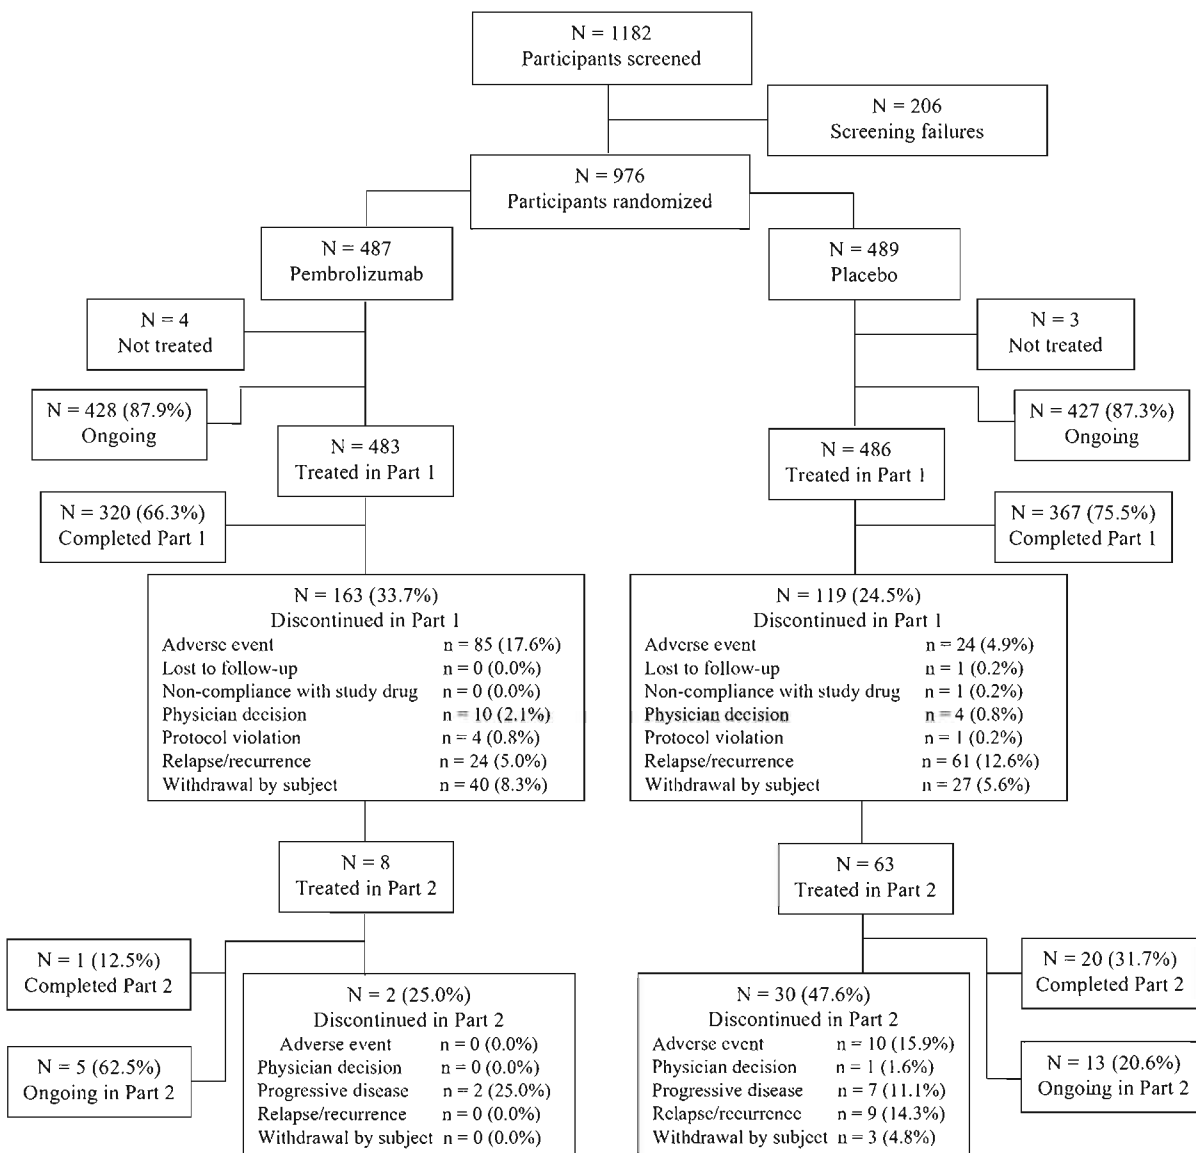 N = 1182
Participants screened
N = 206
Screening failures
N = 976
Participants randomized
N = 487
Pembrolizumab
N = 489
Placebo
N = 4
Not treated
N = 3
Not treated
N = 428 (87.9%)
Ongoing
N = 427 (87.3%)
Ongoing
N = 483
Treated in Part 1
N = 486
Treated in Part 1
N = 320 (66.3%)
Completed Part 1
N = 367 (75.5%)
Completed Part 1
N = 163 (33.7%)
Discontinued in Part 1
Adverse event n = 85 (17.6%)
Lost to follow-up n = 0 (0.0%)
Non-compliance with study drug n = 0 (0.0%)
Physician decision n = 10 (2.1%)
Protocol violation n = 4 (0.8%)
Relapse/recurrence n = 24 (5.0%)
Withdrawal by subject n = 40 (8.3%)
N = 119 (24.5%)
Discontinued in Part 1
Adverse event n = 24 (4.9%)
Lost to follow-up n = 1 (0.2%)
Non-compliance with study drug n = 1 (0.2%)
Physician decision n = 4 (0.8%)
Protocol violation n = 1 (0.2%)
Relapse/recurrence n = 61 (12.6%)
Withdrawal by subject n = 27 (5.6%)
N = 8
Treated in Part 2
N = 63
Treated in Part 2
N = 1 (12.5%)
Completed Part 2
N = 20 (31.7%)
Completed Part 2
N = 2 (25.0%)
Discontinued in Part 2
Adverse event n = 0 (0.0%)
Physician decision n = 0 (0.0%)
Progressive disease n = 2 (25.0%)
Relapse/recurrence n = 0 (0.0%)
Withdrawal by subject n = 0 (0.0%)
N = 30 (47.6%)
Discontinued in Part 2
Adverse event n = 10 (15.9%)
Physician decision n = 1 (1.6%)
Progressive disease n = 7 (11.1%)
Relapse/recurrence n = 9 (14.3%)
Withdrawal by subject n = 3 (4.8%)
N = 5 (62.5%)
Ongoing in Part 2
N = 13 (20.6%)
Ongoing in Part 2